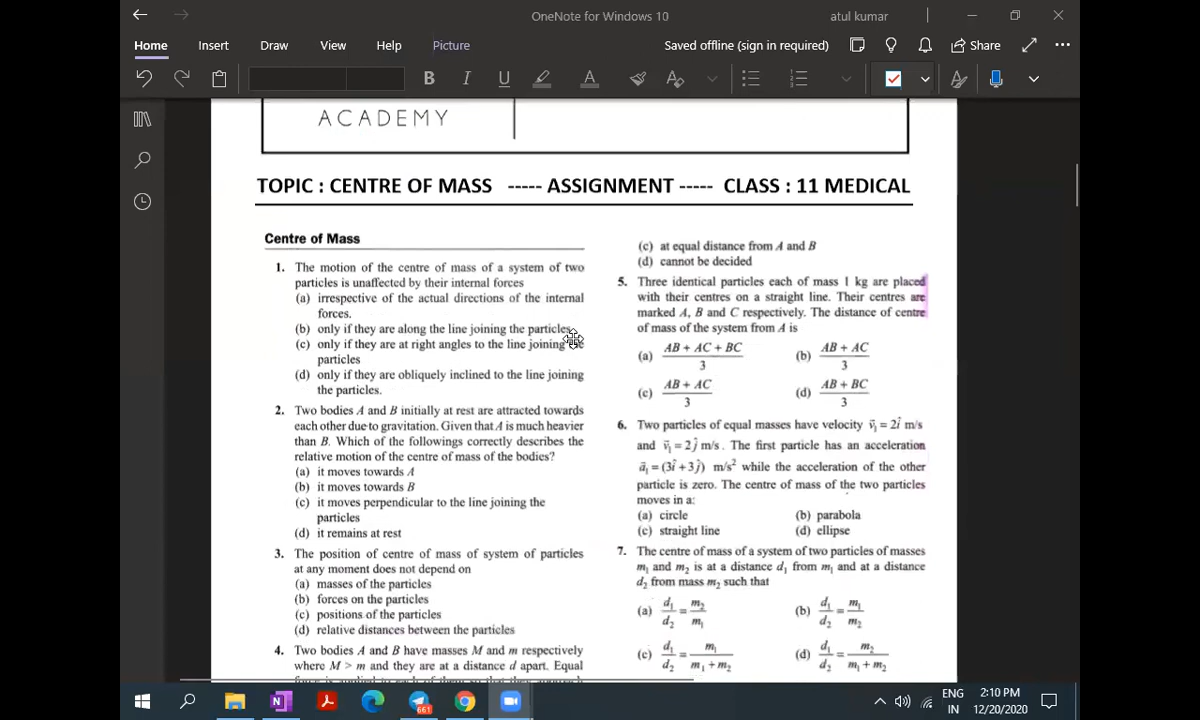 OneNote for Windows 10
atul kumar
Home Insert Draw View Help Picture
Saved offline (sign in required)
Share
B I U
ACADEMY
TOPIC : CENTRE OF MASS ----- ASSIGNMENT ----- CLASS : 11 MEDICAL
Centre of Mass
1. The motion of the centre of mass of a system of two
particles is unaffected by their internal forces
(a) irrespective of the actual directions of the internal
forces.
(b) only if they are along the line joining the particles
(c) only if they are at right angles to the line joining
particles
(d) only if they are obliquely inclined to the line joining
the particles.
2. Two bodies A and B initially at rest are attracted towards
each other due to gravitation. Given that A is much heavier
than B. Which of the followings correctly describes the
relative motion of the centre of mass of the bodies?
(a) it moves towards A
(b) it moves towards B
(c) it moves perpendicular to the line joining the
particles
(d) it remains at rest
3. The position of centre of mass of system of particles
at any moment does not depend on
(a) masses of the particles
(b) forces on the particles
(c) positions of the particles
(d) relative distances between the particles
4. Two bodies A and B have masses M and m respectively
where M > m and they are at a distance d apart. Equal
(c) at equal distance from A and B
(d) cannot be decided
5. Three identical particles each of mass 1 kg are placed
with their centres on a straight line. Their centres are
marked A, B and C respectively. The distance of centre
of mass of the system from A is
(a) (AB + AC + BC)/3 (b) (AB + AC)/3
(c) (AB + AC)/3 (d) (AB + BC)/3
6. Two particles of equal masses have velocity v⃗₁ = 2î m/s
and v⃗₁ = 2ĵ m/s. The first particle has an acceleration
a⃗₁ = (3î + 3ĵ) m/s² while the acceleration of the other
particle is zero. The centre of mass of the two particles
moves in a:
(a) circle (b) parabola
(c) straight line (d) ellipse
7. The centre of mass of a system of two particles of masses
m₁ and m₂ is at a distance d₁ from m₁ and at a distance
d₂ from mass m₂ such that
(a) d₁/d₂ = m₂/m₁ (b) d₁/d₂ = m₁/m₂
(c) d₁/d₂ = m₁/(m₁ + m₂) (d) d₁/d₂ = m₂/(m₁ + m₂)
661
ENG
IN
2:10 PM
12/20/2020